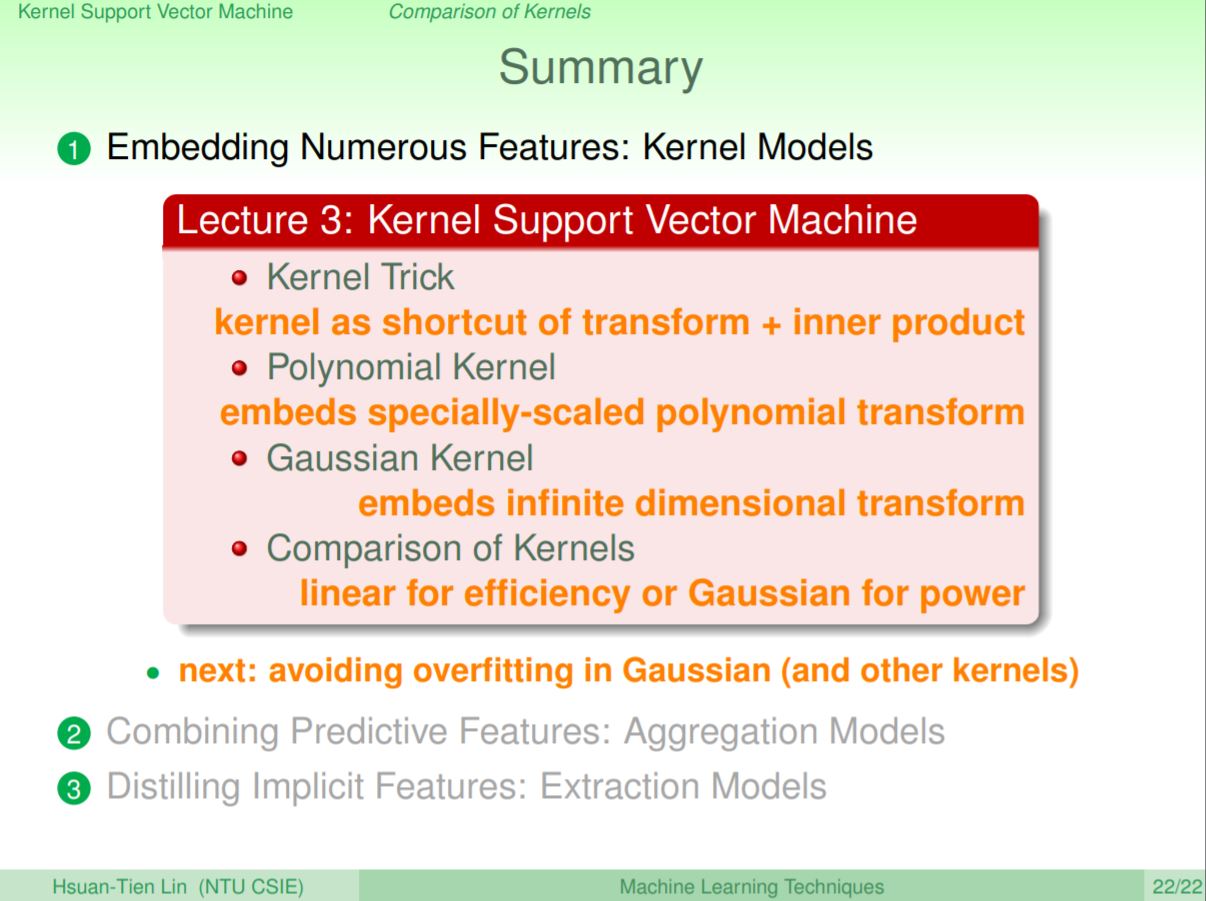 Kernel Support Vector Machine Comparison of Kernels
Summary
1 Embedding Numerous Features: Kernel Models
Lecture 3: Kernel Support Vector Machine
• Kernel Trick
kernel as shortcut of transform + inner product
• Polynomial Kernel
embeds specially-scaled polynomial transform
• Gaussian Kernel
embeds infinite dimensional transform
• Comparison of Kernels
linear for efficiency or Gaussian for power
• next: avoiding overfitting in Gaussian (and other kernels)
2 Combining Predictive Features: Aggregation Models
3 Distilling Implicit Features: Extraction Models
Hsuan-Tien Lin (NTU CSIE) Machine Learning Techniques 22/22